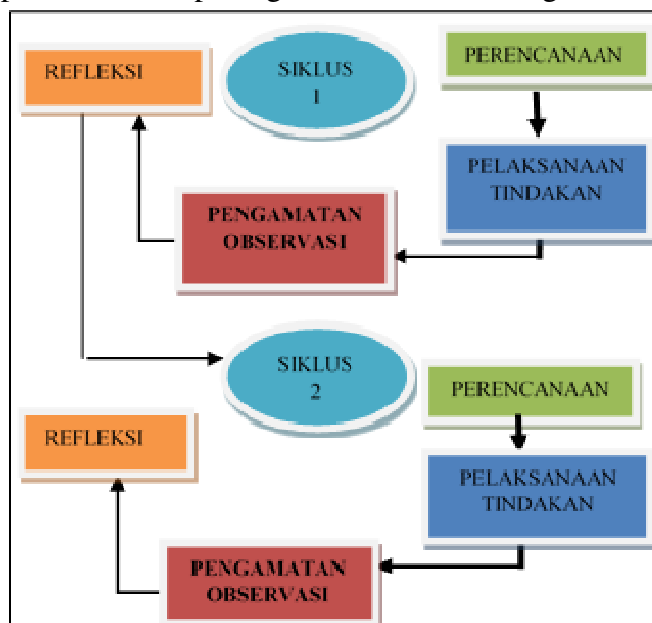 REFLEKSI
SIKLUS
1
PERENCANAAN
PELAKSANAAN
TINDAKAN
PENGAMATAN
OBSERVASI
SIKLUS
2
PERENCANAAN
REFLEKSI
PELAKSANAAN
TINDAKAN
PENGAMATAN
OBSERVASI